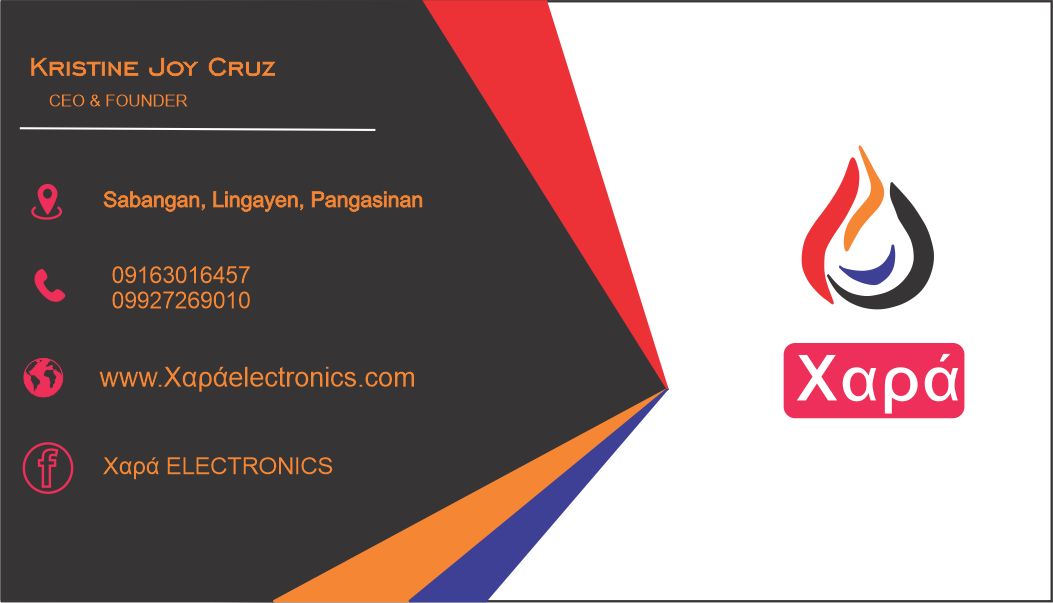 Kristine Joy Cruz
CEO & FOUNDER
Sabangan, Lingayen, Pangasinan
09163016457
09927269010
www.Χαράelectronics.com
Χαρά ELECTRONICS
Χαρά